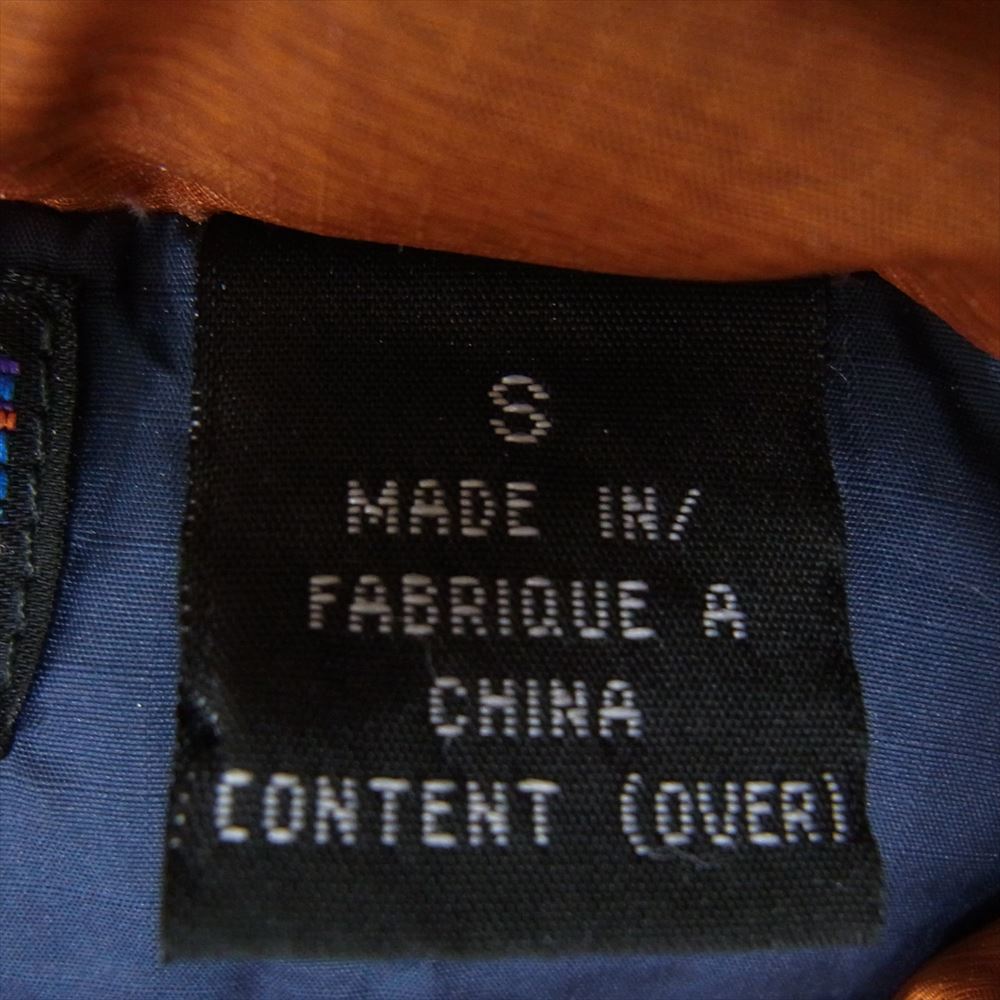 S
MADE IN/
FABRIQUE A
CHINA
CONTENT (OVER)